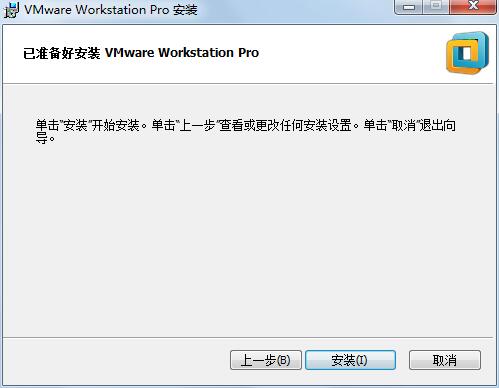 VMware Workstation Pro 安装
已准备好安装 VMware Workstation Pro
单击“安装”开始安装。单击“上一步”查看或更改任何安装设置。单击“取消”退出向
导。
上一步(B)
安装(I)
取消